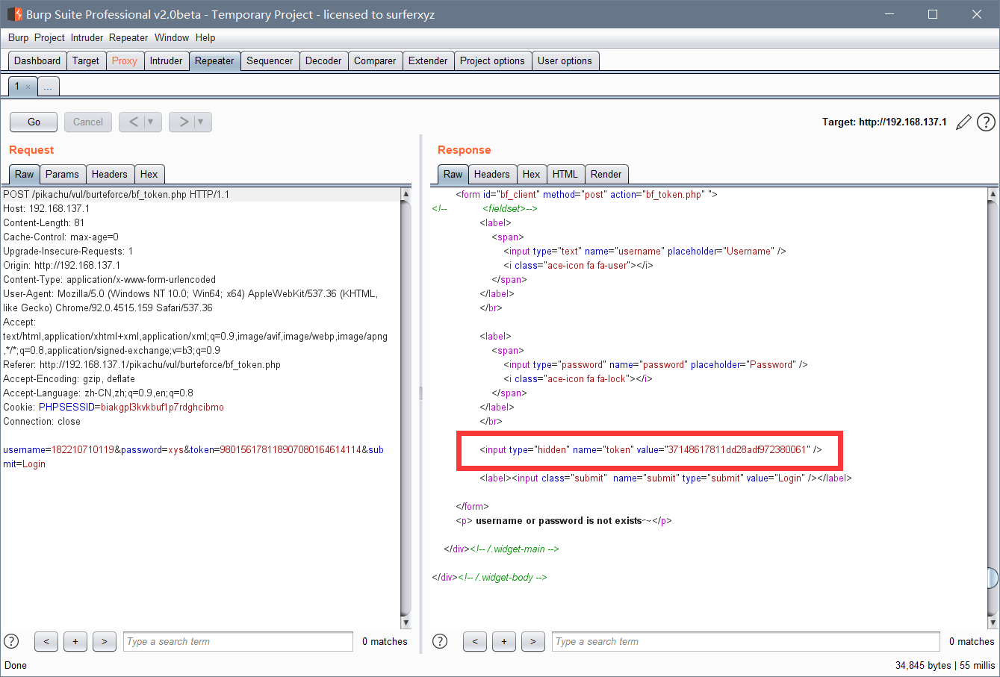 Burp Suite Professional v2.0beta - Temporary Project - licensed to surferxyz
Burp Project Intruder Repeater Window Help
Dashboard Target Proxy Intruder Repeater Sequencer Decoder Comparer Extender Project options User options
1 × ...
Go Cancel < ▼ > ▼ Target: http://192.168.137.1 ?
Request
Raw Params Headers Hex
POST /pikachu/vul/burteforce/bf_token.php HTTP/1.1
Host: 192.168.137.1
Content-Length: 81
Cache-Control: max-age=0
Upgrade-Insecure-Requests: 1
Origin: http://192.168.137.1
Content-Type: application/x-www-form-urlencoded
User-Agent: Mozilla/5.0 (Windows NT 10.0; Win64; x64) AppleWebKit/537.36 (KHTML,
like Gecko) Chrome/92.0.4515.159 Safari/537.36
Accept:
text/html,application/xhtml+xml,application/xml;q=0.9,image/avif,image/webp,image/apng
,*/*;q=0.8,application/signed-exchange;v=b3;q=0.9
Referer: http://192.168.137.1/pikachu/vul/burteforce/bf_token.php
Accept-Encoding: gzip, deflate
Accept-Language: zh-CN,zh;q=0.9,en;q=0.8
Cookie: PHPSESSID=biakgpl3kvkbuf1p7rdghcibmo
Connection: close
username=182210710119&password=xys&token=980156178118907080164614114&sub
mit=Login
? < + > Type a search term 0 matches
Response
Raw Headers Hex HTML Render
<form id="bf_client" method="post" action="bf_token.php" ">
<!-- <fieldset>-->
<label>
<span>
<input type="text" name="username" placeholder="Username" />
<i class="ace-icon fa fa-user"></i>
</span>
</label>
</br>
<label>
<span>
<input type="password" name="password" placeholder="Password" />
<i class="ace-icon fa fa-lock"></i>
</span>
</label>
</br>
<input type="hidden" name="token" value="37148617811dd28adf972380061" />
<label><input class="submit"  name="submit" type="submit" value="Login" /></label>
</form>
<p> username or password is not exists~</p>
</div><!-- /.widget-main -->
</div><!-- /.widget-body -->
? < + > Type a search term 0 matches
Done 34,845 bytes | 55 millis